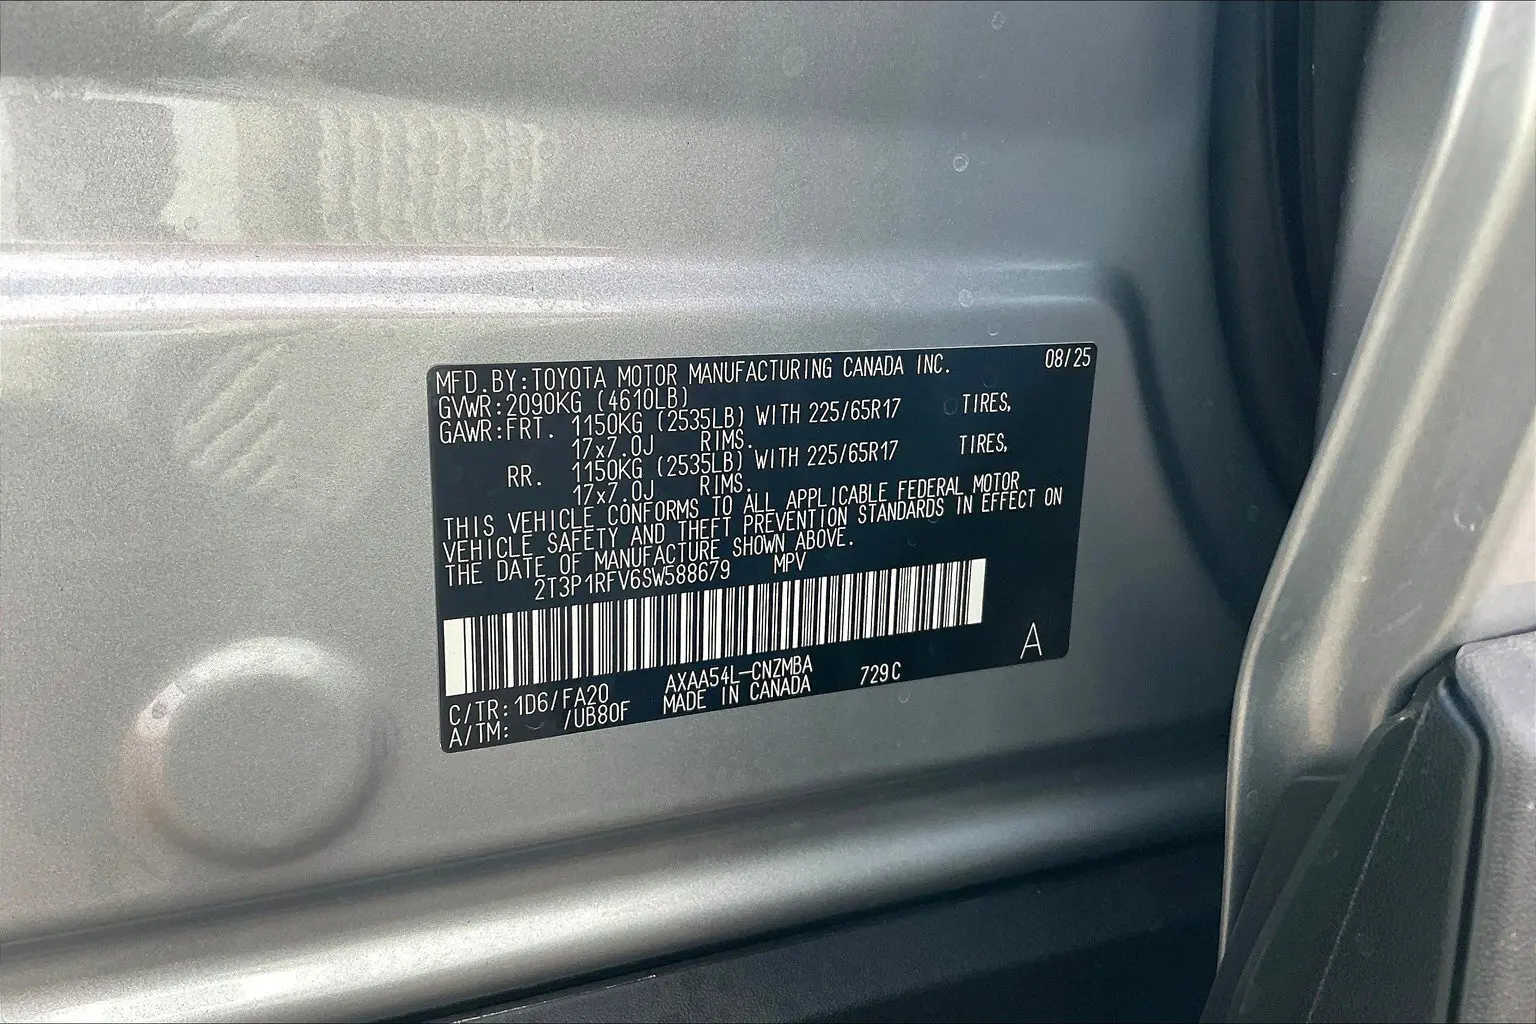 MFD.BY:TOYOTA MOTOR MANUFACTURING CANADA INC. 08/25
GVWR:2090KG (4610LB)
GAWR:FRT. 1150KG (2535LB) WITH 225/65R17 TIRES,
17x7.0J RIMS.
RR. 1150KG (2535LB) WITH 225/65R17 TIRES,
17x7.0J RIMS.
THIS VEHICLE CONFORMS TO ALL APPLICABLE FEDERAL MOTOR
VEHICLE SAFETY AND THEFT PREVENTION STANDARDS IN EFFECT ON
THE DATE OF MANUFACTURE SHOWN ABOVE.
2T3P1RFV6SW588679 MPV
A
C/TR:1D6/FA20 AXAA54L-CNZMBA 729C
A/TM: /UB80F MADE IN CANADA